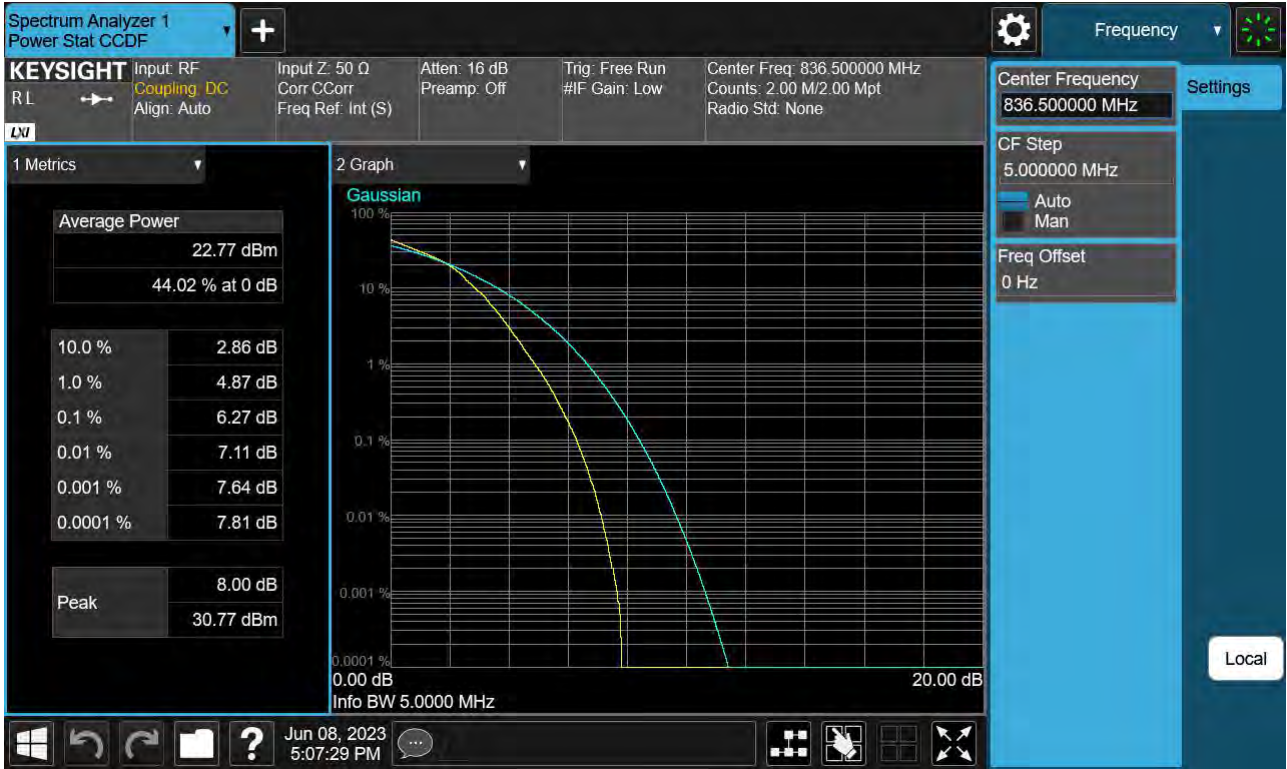 Spectrum Analyzer 1
Power Stat CCDF
Frequency
KEYSIGHT
Input: RF
Input Z: 50 Ω
Atten: 16 dB
Trig: Free Run
Center Freq: 836.500000 MHz
R L
Coupling: DC
Corr CCorr
Preamp: Off
#IF Gain: Low
Counts: 2.00 M/2.00 Mpt
Align: Auto
Freq Ref: Int (S)
Radio Std: None
LXI
Center Frequency
836.500000 MHz
Settings
CF Step
5.000000 MHz
Auto
Man
Freq Offset
0 Hz
Local
1 Metrics
Average Power
22.77 dBm
44.02 % at 0 dB
10.0 % 2.86 dB
1.0 % 4.87 dB
0.1 % 6.27 dB
0.01 % 7.11 dB
0.001 % 7.64 dB
0.0001 % 7.81 dB
Peak
8.00 dB
30.77 dBm
2 Graph
Gaussian
100 %
10 %
1 %
0.1 %
0.01 %
0.001 %
0.0001 %
0.00 dB
20.00 dB
Info BW 5.0000 MHz
?
Jun 08, 2023
5:07:29 PM